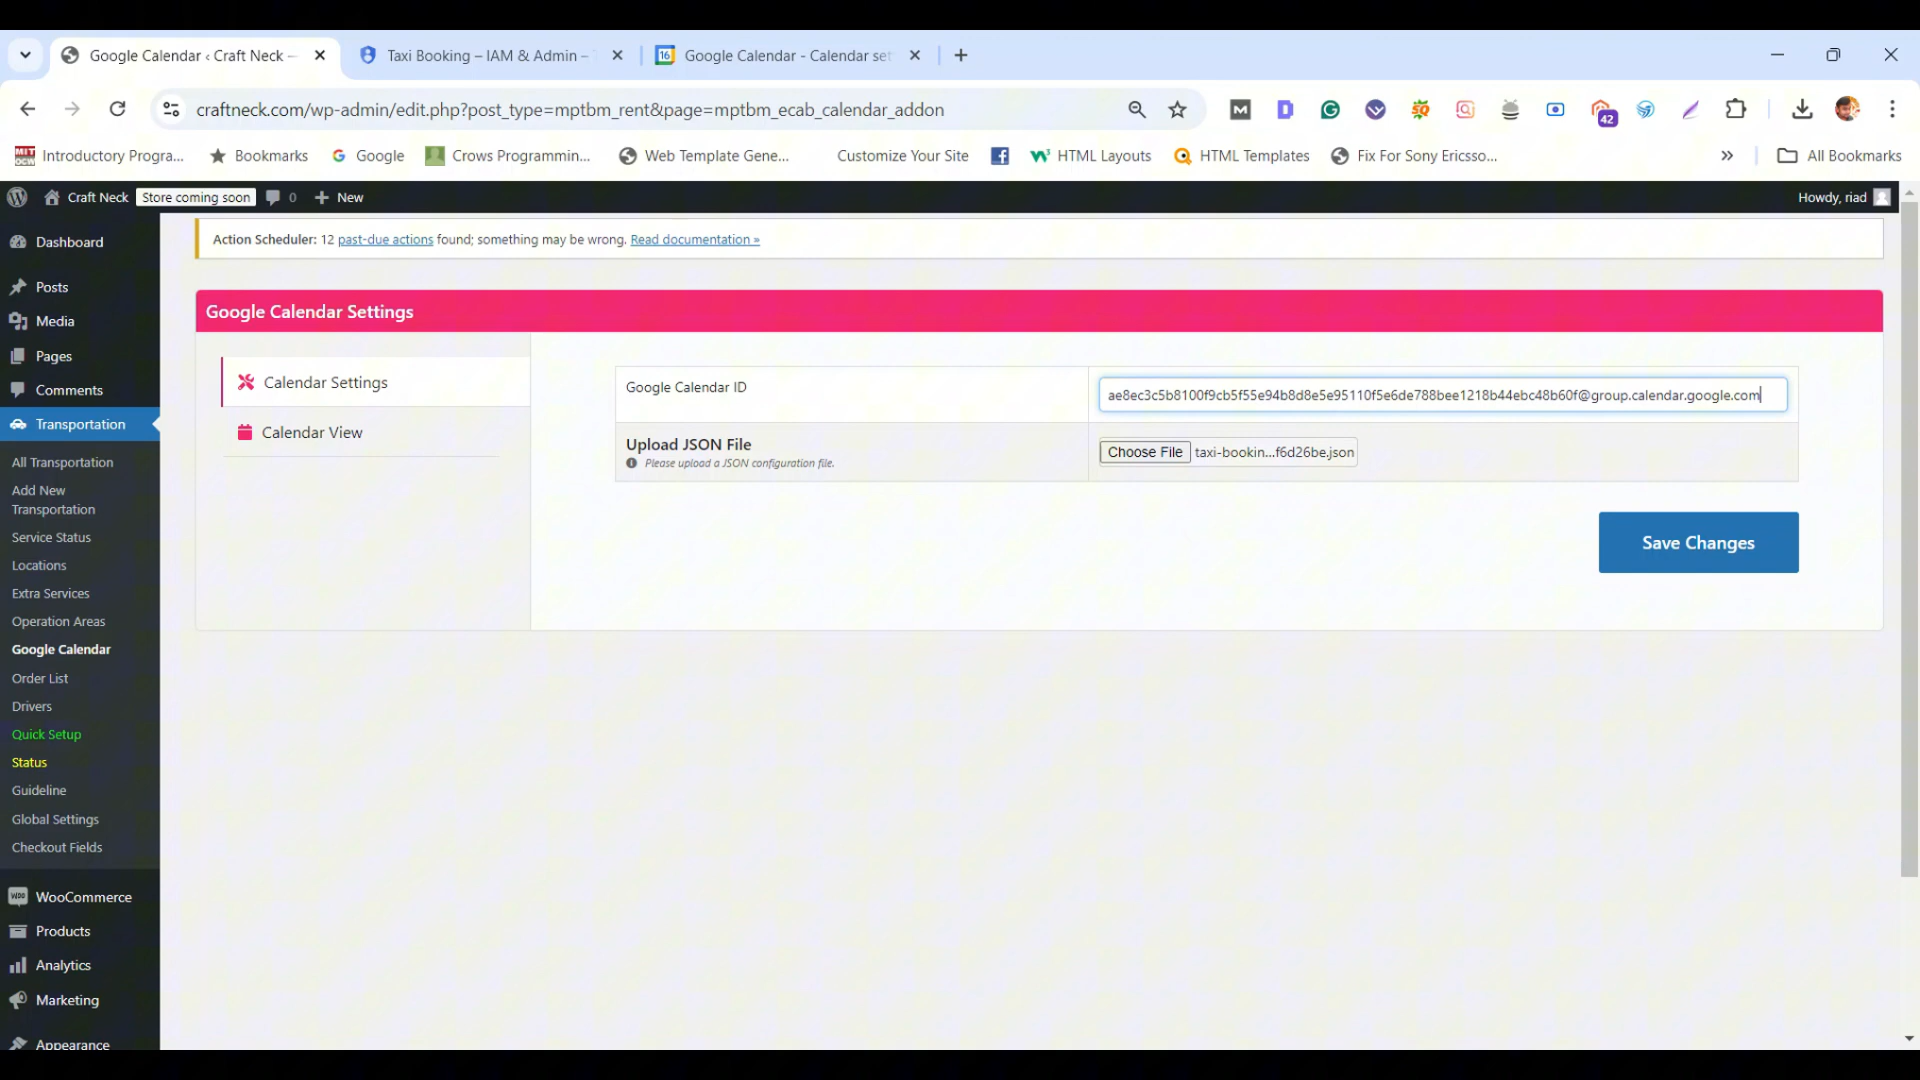 Google Calendar ‹ Craft Neck —
Taxi Booking – IAM & Admin –
16
Google Calendar - Calendar set
craftneck.com/wp-admin/edit.php?post_type=mptbm_rent&page=mptbm_ecab_calendar_addon
42
MIT
OCW
Introductory Progra...
Bookmarks
Google
Crows Programmin...
Web Template Gene...
Customize Your Site
HTML Layouts
HTML Templates
Fix For Sony Ericsso...
»
All Bookmarks
Craft Neck
Store coming soon
0
New
Howdy, riad
Dashboard
Posts
Media
Pages
Comments
Transportation
All Transportation
Add New
Transportation
Service Status
Locations
Extra Services
Operation Areas
Google Calendar
Order List
Drivers
Quick Setup
Status
Guideline
Global Settings
Checkout Fields
WooCommerce
Products
Analytics
Marketing
Appearance
Action Scheduler: 12 past-due actions found; something may be wrong. Read documentation »
Google Calendar Settings
Calendar Settings
Calendar View
Google Calendar ID
ae8ec3c5b8100f9cb5f55e94b8d8e5e95110f5e6de788bee1218b44ebc48b60f@group.calendar.google.com
Upload JSON File
Please upload a JSON configuration file.
Choose File taxi-bookin...f6d26be.json
Save Changes